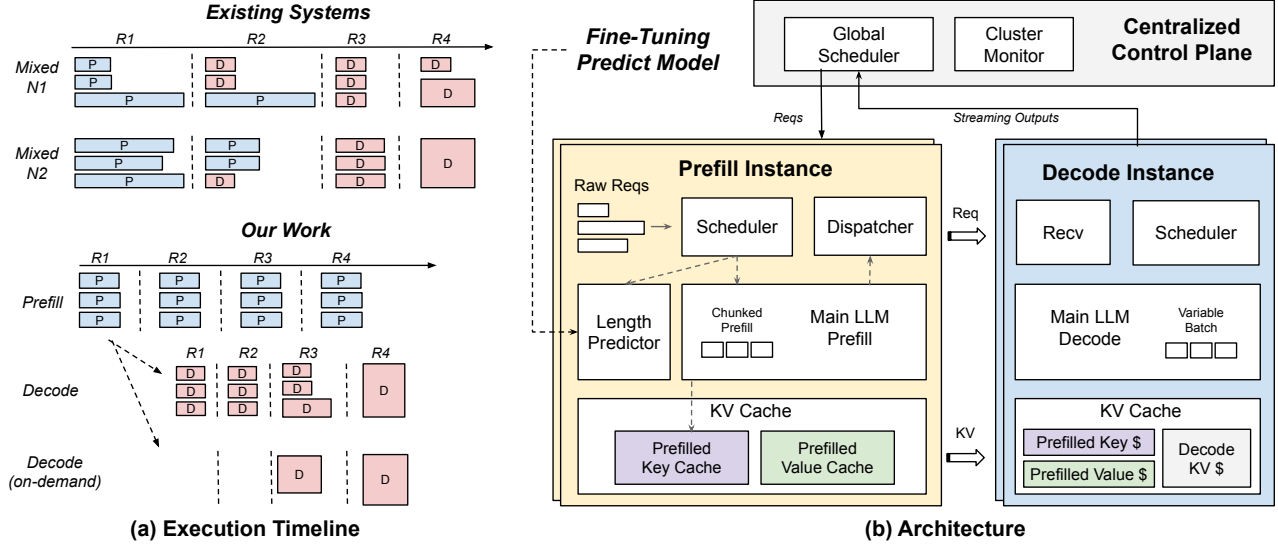 Existing Systems
R1 R2 R3 R4
Mixed
N1
P D D D
P D D
P P D D
Mixed
N2
P P D
P P D D
P D D
Our Work
R1 R2 R3 R4
Prefill
P P P P
P P P P
P P P P
R1 R2 R3 R4
Decode
D D D
D D D D
D D D
Decode
(on-demand)
D D
(a) Execution Timeline
Fine-Tuning
Predict Model
Global
Scheduler
Cluster
Monitor
Centralized
Control Plane
Reqs
Streaming Outputs
Prefill Instance
Raw Reqs
Scheduler
Dispatcher
Length
Predictor
Chunked
Prefill
Main LLM
Prefill
KV Cache
Prefilled
Key Cache
Prefilled
Value Cache
Req
KV
Decode Instance
Recv
Scheduler
Main LLM
Decode
Variable
Batch
KV Cache
Prefilled Key $
Prefilled Value $
Decode
KV $
(b) Architecture